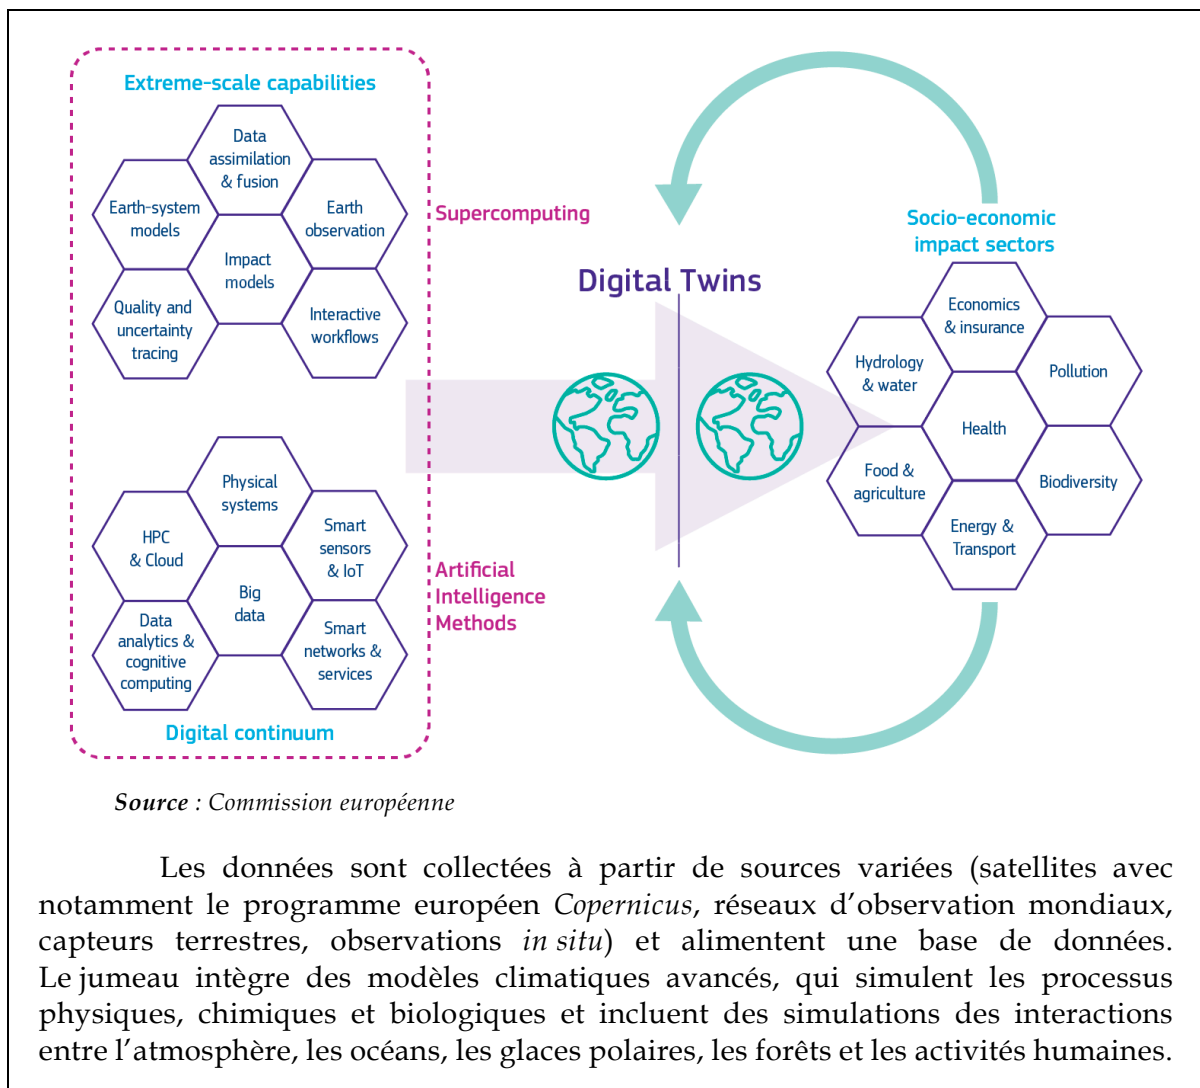 Extreme-scale capabilities
Data
assimilation
& fusion
Earth-system
models
Earth
observation
Impact
models
Quality and
uncertainty
tracing
Interactive
workflows
Supercomputing
Physical
systems
HPC
& Cloud
Smart
sensors
& IoT
Big
data
Data
analytics &
cognitive
computing
Smart
networks &
services
Artificial
Intelligence
Methods
Digital continuum
Digital Twins
Socio-economic
impact sectors
Economics
& insurance
Hydrology
& water
Pollution
Health
Food &
agriculture
Biodiversity
Energy &
Transport
Source : Commission européenne
Les données sont collectées à partir de sources variées (satellites avec
notamment le programme européen Copernicus, réseaux d’observation mondiaux,
capteurs terrestres, observations in situ) et alimentent une base de données.
Le jumeau intègre des modèles climatiques avancés, qui simulent les processus
physiques, chimiques et biologiques et incluent des simulations des interactions
entre l’atmosphère, les océans, les glaces polaires, les forêts et les activités humaines.